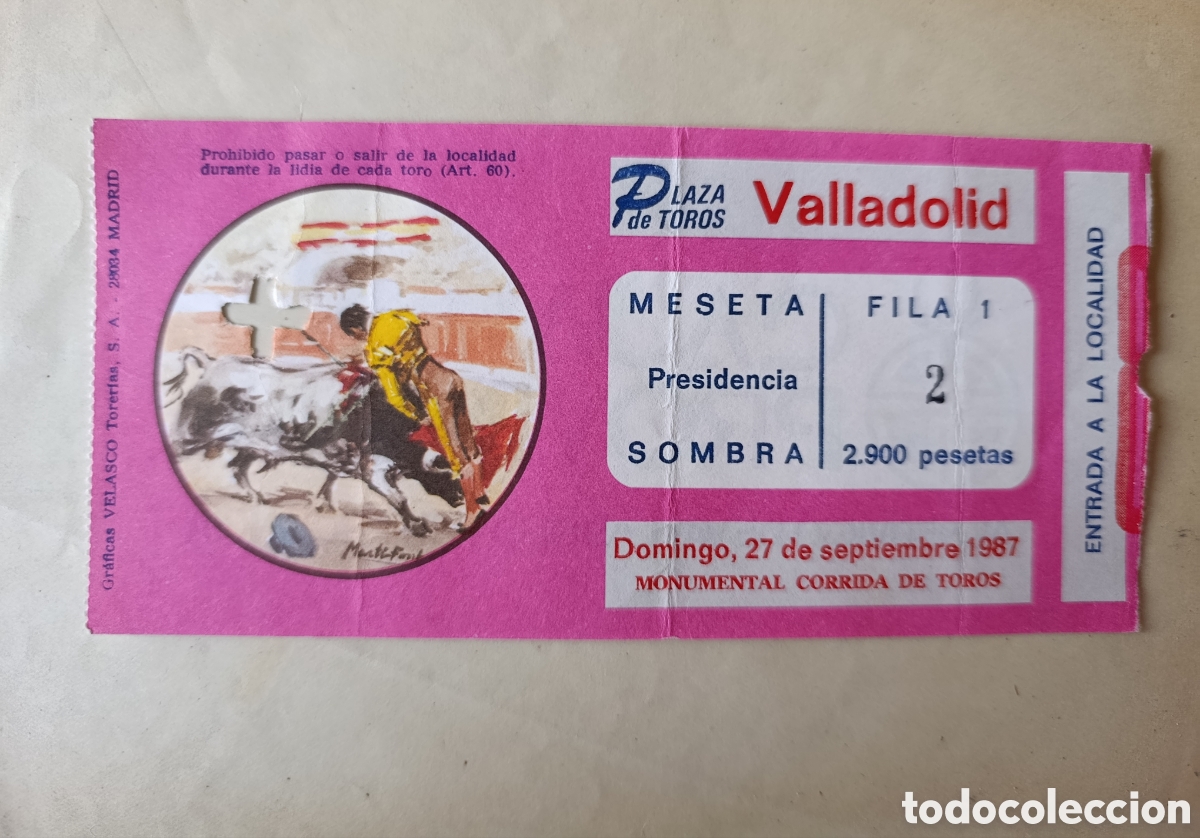 Prohibido pasar o salir de la localidad
durante la lidia de cada toro (Art. 60).
Gráficas VELASCO Torerías, S. A. - 28034 MADRID
PLAZA
de TOROS
Valladolid
MESETA
Presidencia
SOMBRA
FILA 1
2
2.900 pesetas
Domingo, 27 de septiembre 1987
MONUMENTAL CORRIDA DE TOROS
ENTRADA A LA LOCALIDAD
todocoleccion